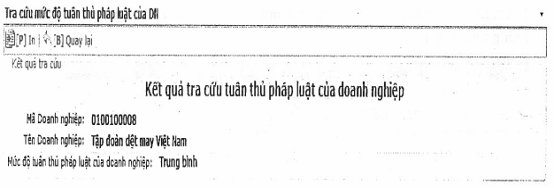 Tra cứu mức độ tuân thủ pháp luật của DN
[P] In | [B] Quay lại
Kết quả tra cứu
Kết quả tra cứu tuân thủ pháp luật của doanh nghiệp
Mã Doanh nghiệp: 0100100008
Tên Doanh nghiệp: Tập đoàn dệt may Việt Nam
Mức độ tuân thủ pháp luật của doanh nghiệp: Trung bình